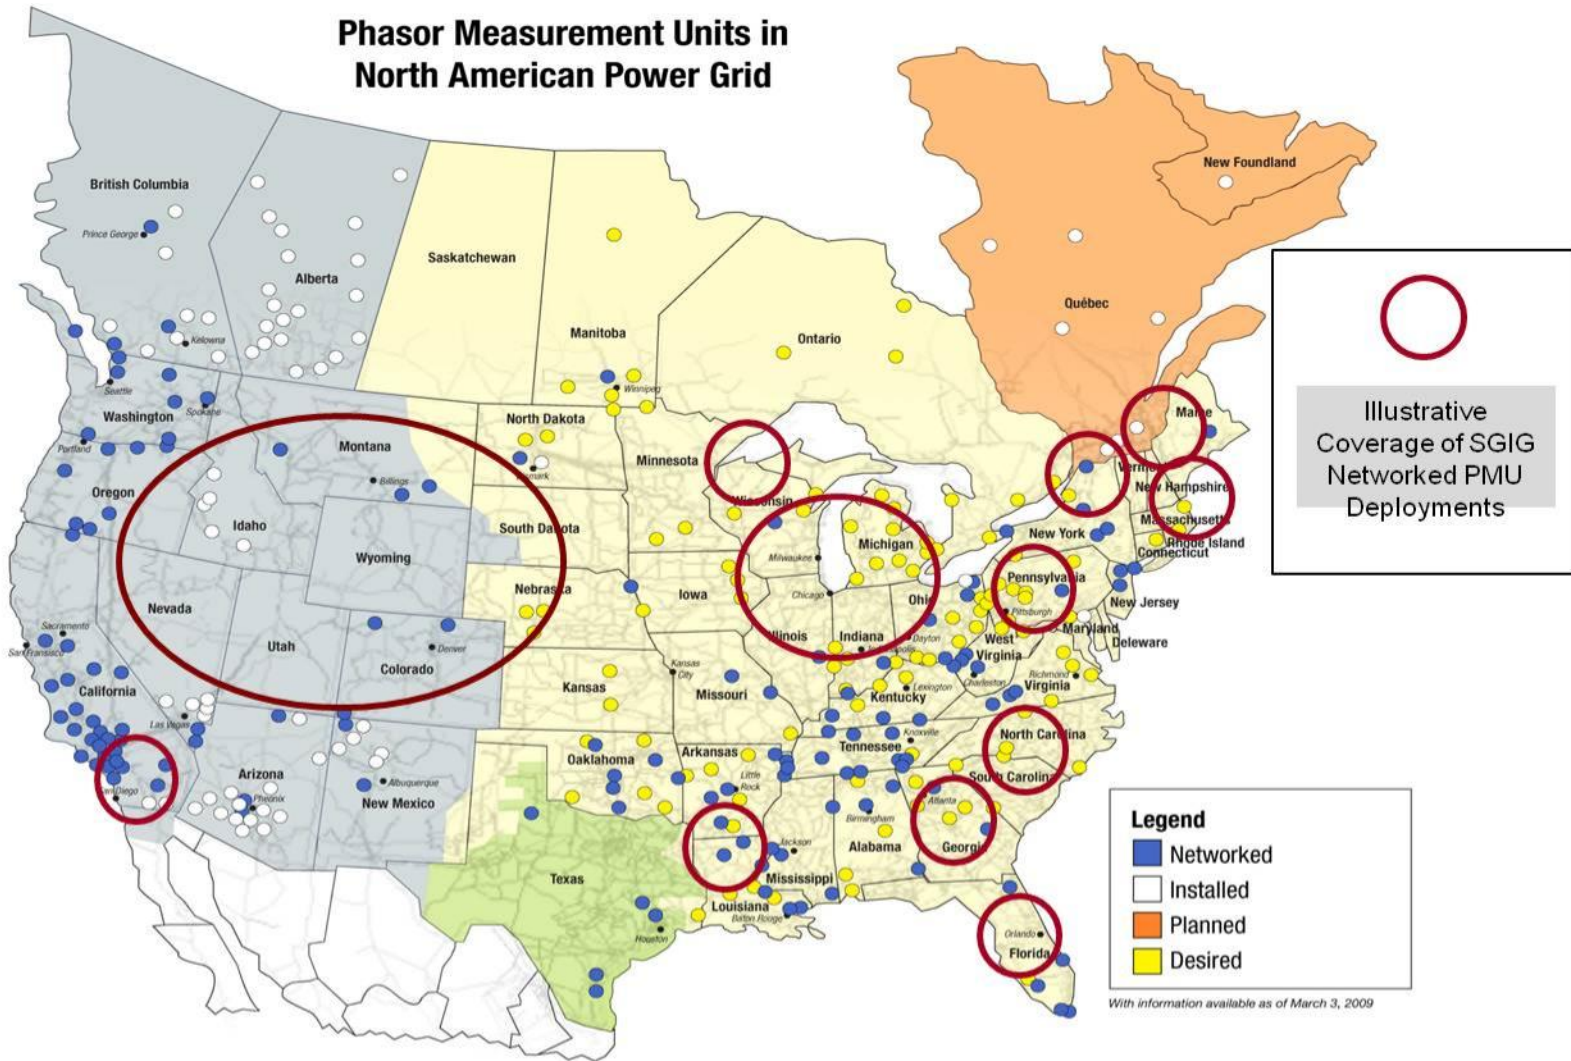 Phasor Measurement Units in
North American Power Grid
British Columbia
Prince George
Alberta
Kelowna
Saskatchewan
Manitoba
Winnipeg
Ontario
Québec
New Foundland
Seattle
Washington
Spokane
Portland
Oregon
Montana
Billings
Idaho
Wyoming
North Dakota
South Dakota
Minnesota
Wisconsin
Milwaukee
Michigan
Maine
New Hampshire
Massachusetts
Rhode Island
Connecticut
New York
Pennsylvania
Pittsburgh
New Jersey
Maryland
Deleware
Nebraska
Iowa
Chicago
Illinois
Indiana
Dayton
West
Virginia
Charleston
Richmond
Virginia
Nevada
Utah
Colorado
Denver
Sacramento
San Fransisco
California
Las Vegas
San Diego
Arizona
Pheonix
New Mexico
Albuquerque
Kansas
Kansas
City
Missouri
Lexington
Kentucky
Knoxville
Tennessee
Oaklahoma
Arkansas
Little
Rock
North Carolina
South Carolina
Atlanta
Georgia
Birmingham
Alabama
Jackson
Mississippi
Louisiana
Baton Rouge
Texas
Houston
Orlando
Florida
Illustrative
Coverage of SGIG
Networked PMU
Deployments
Legend
Networked
Installed
Planned
Desired
With information available as of March 3, 2009